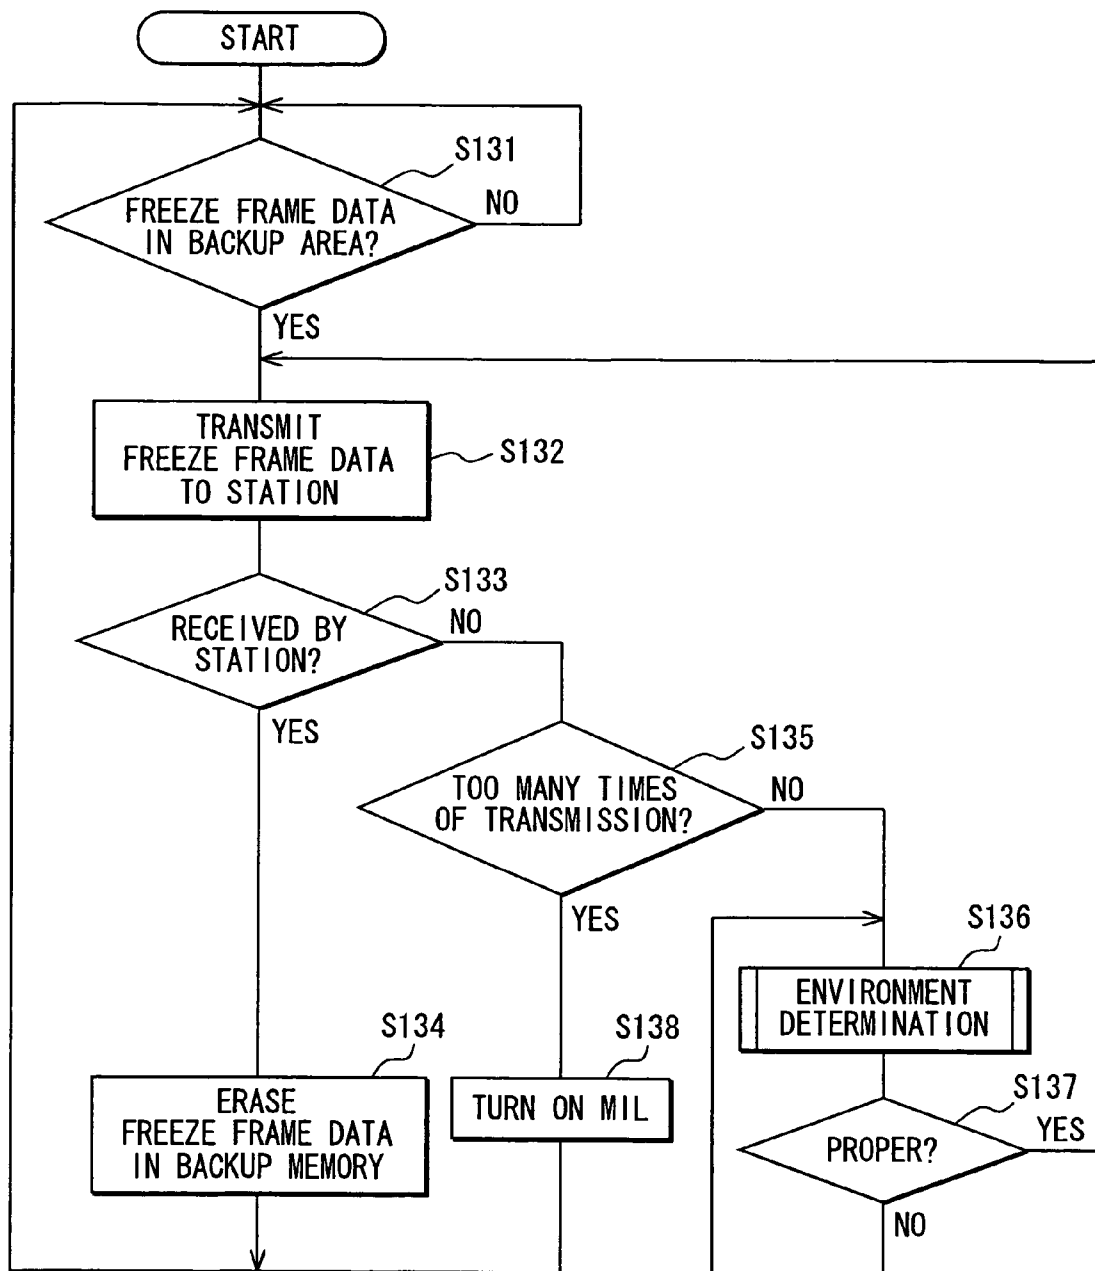 START
S131
FREEZE FRAME DATA
IN BACKUP AREA?
NO
YES
TRANSMIT
FREEZE FRAME DATA
TO STATION
S132
S133
RECEIVED BY
STATION?
NO
YES
S135
TOO MANY TIMES
OF TRANSMISSION?
NO
YES
S136
ENVIRONMENT
DETERMINATION
S134
ERASE
FREEZE FRAME DATA
IN BACKUP MEMORY
S138
TURN ON MIL
S137
PROPER?
YES
NO